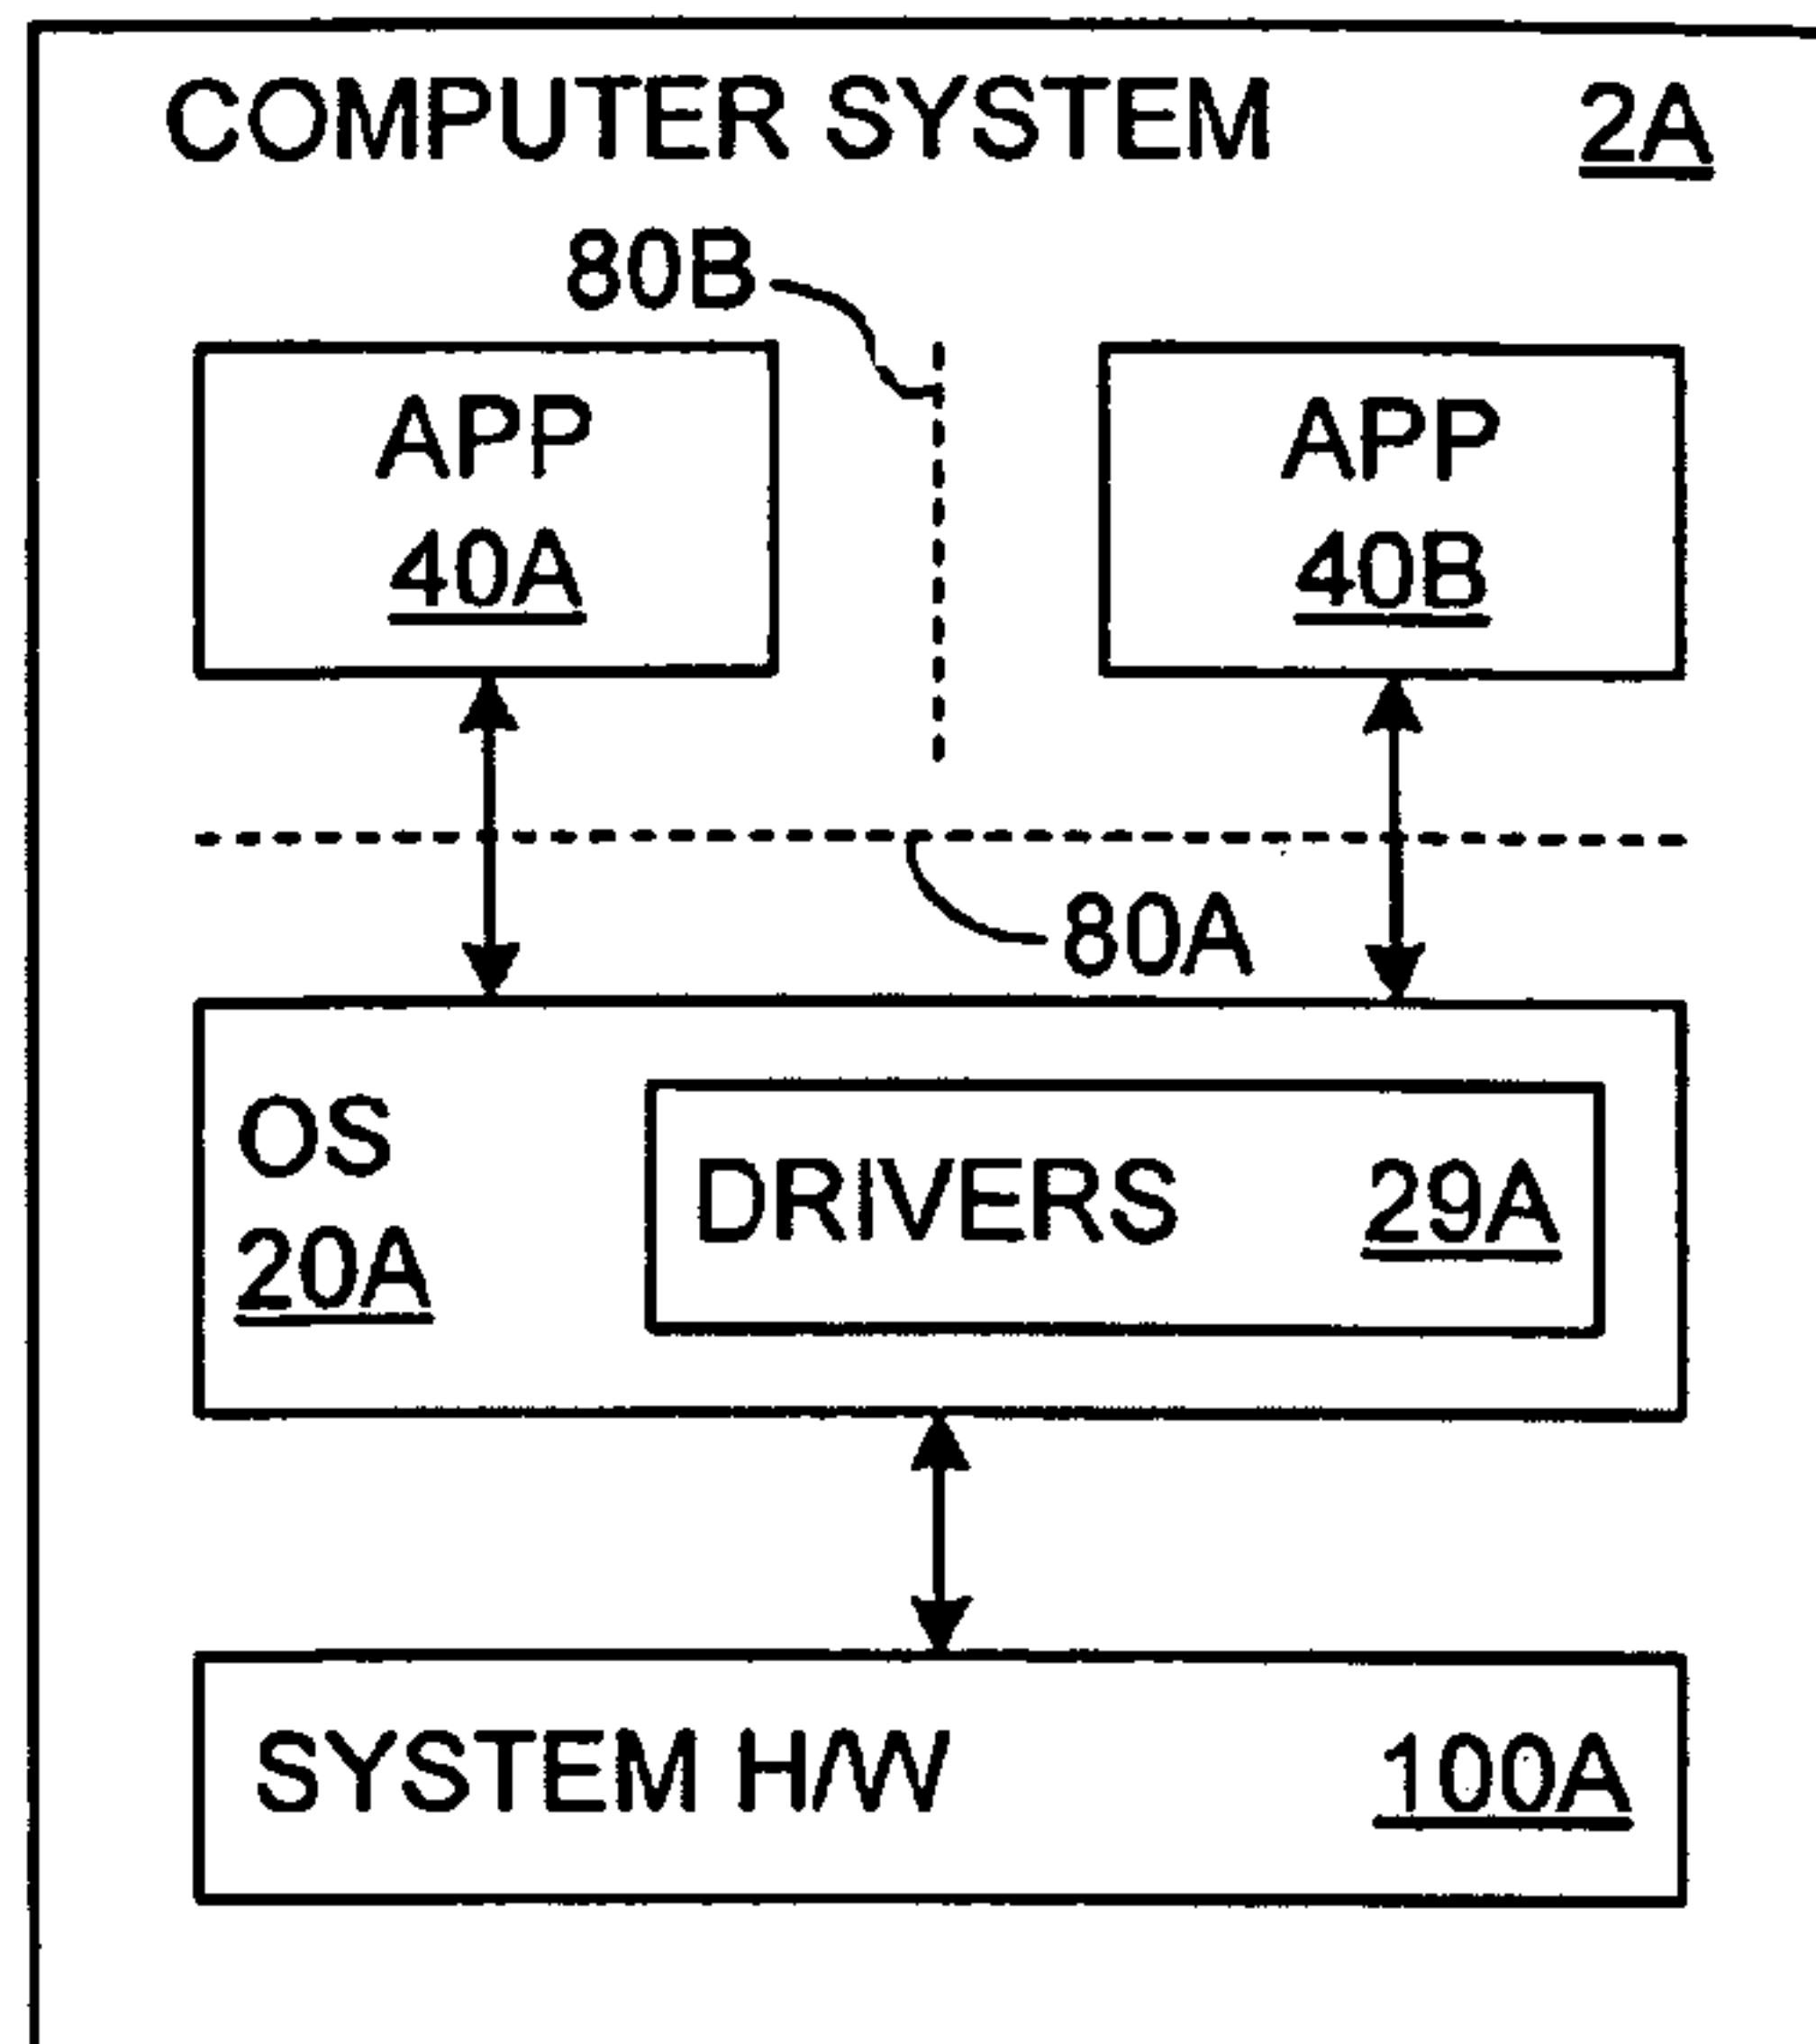 COMPUTER SYSTEM 2A
80B
APP
40A
APP
40B
80A
OS
20A
DRIVERS 29A
SYSTEM H/W 100A